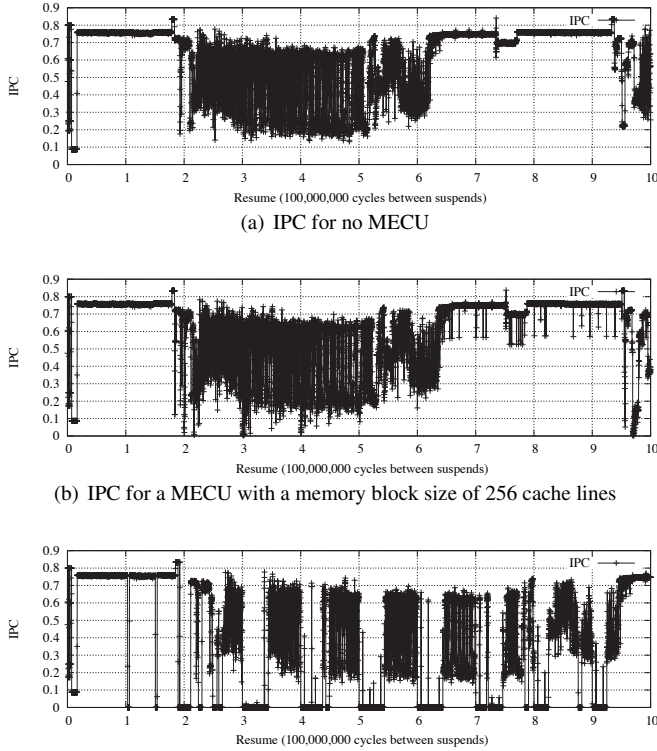 0.9
0.8
0.7
0.6
0.5
0.4
0.3
0.2
0.1
0
IPC
IPC
0 1 2 3 4 5 6 7 8 9 10
Resume (100,000,000 cycles between suspends)
(a) IPC for no MECU
0.9
0.8
0.7
0.6
0.5
0.4
0.3
0.2
0.1
0
IPC
IPC
0 1 2 3 4 5 6 7 8 9 10
Resume (100,000,000 cycles between suspends)
(b) IPC for a MECU with a memory block size of 256 cache lines
0.9
0.8
0.7
0.6
0.5
0.4
0.3
0.2
0.1
0
IPC
IPC
0 1 2 3 4 5 6 7 8 9 10
Resume (100,000,000 cycles between suspends)